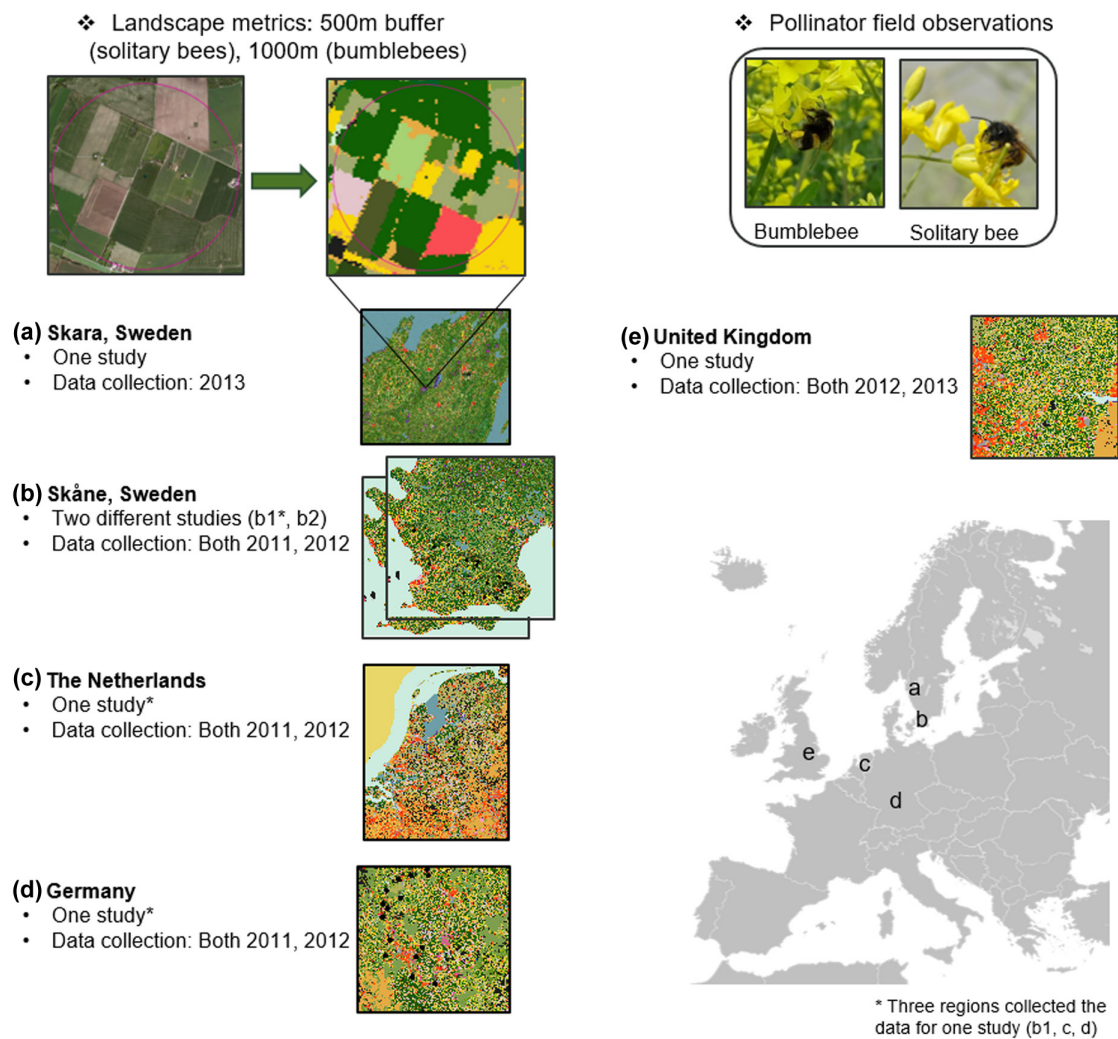 ❖ Landscape metrics: 500m buffer
(solitary bees), 1000m (bumblebees)
❖ Pollinator field observations
Bumblebee
Solitary bee
(a) Skara, Sweden
• One study
• Data collection: 2013
(b) Skåne, Sweden
• Two different studies (b1*, b2)
• Data collection: Both 2011, 2012
(c) The Netherlands
• One study*
• Data collection: Both 2011, 2012
(d) Germany
• One study*
• Data collection: Both 2011, 2012
(e) United Kingdom
• One study
• Data collection: Both 2012, 2013
a
b
e
c
d
* Three regions collected the
data for one study (b1, c, d)